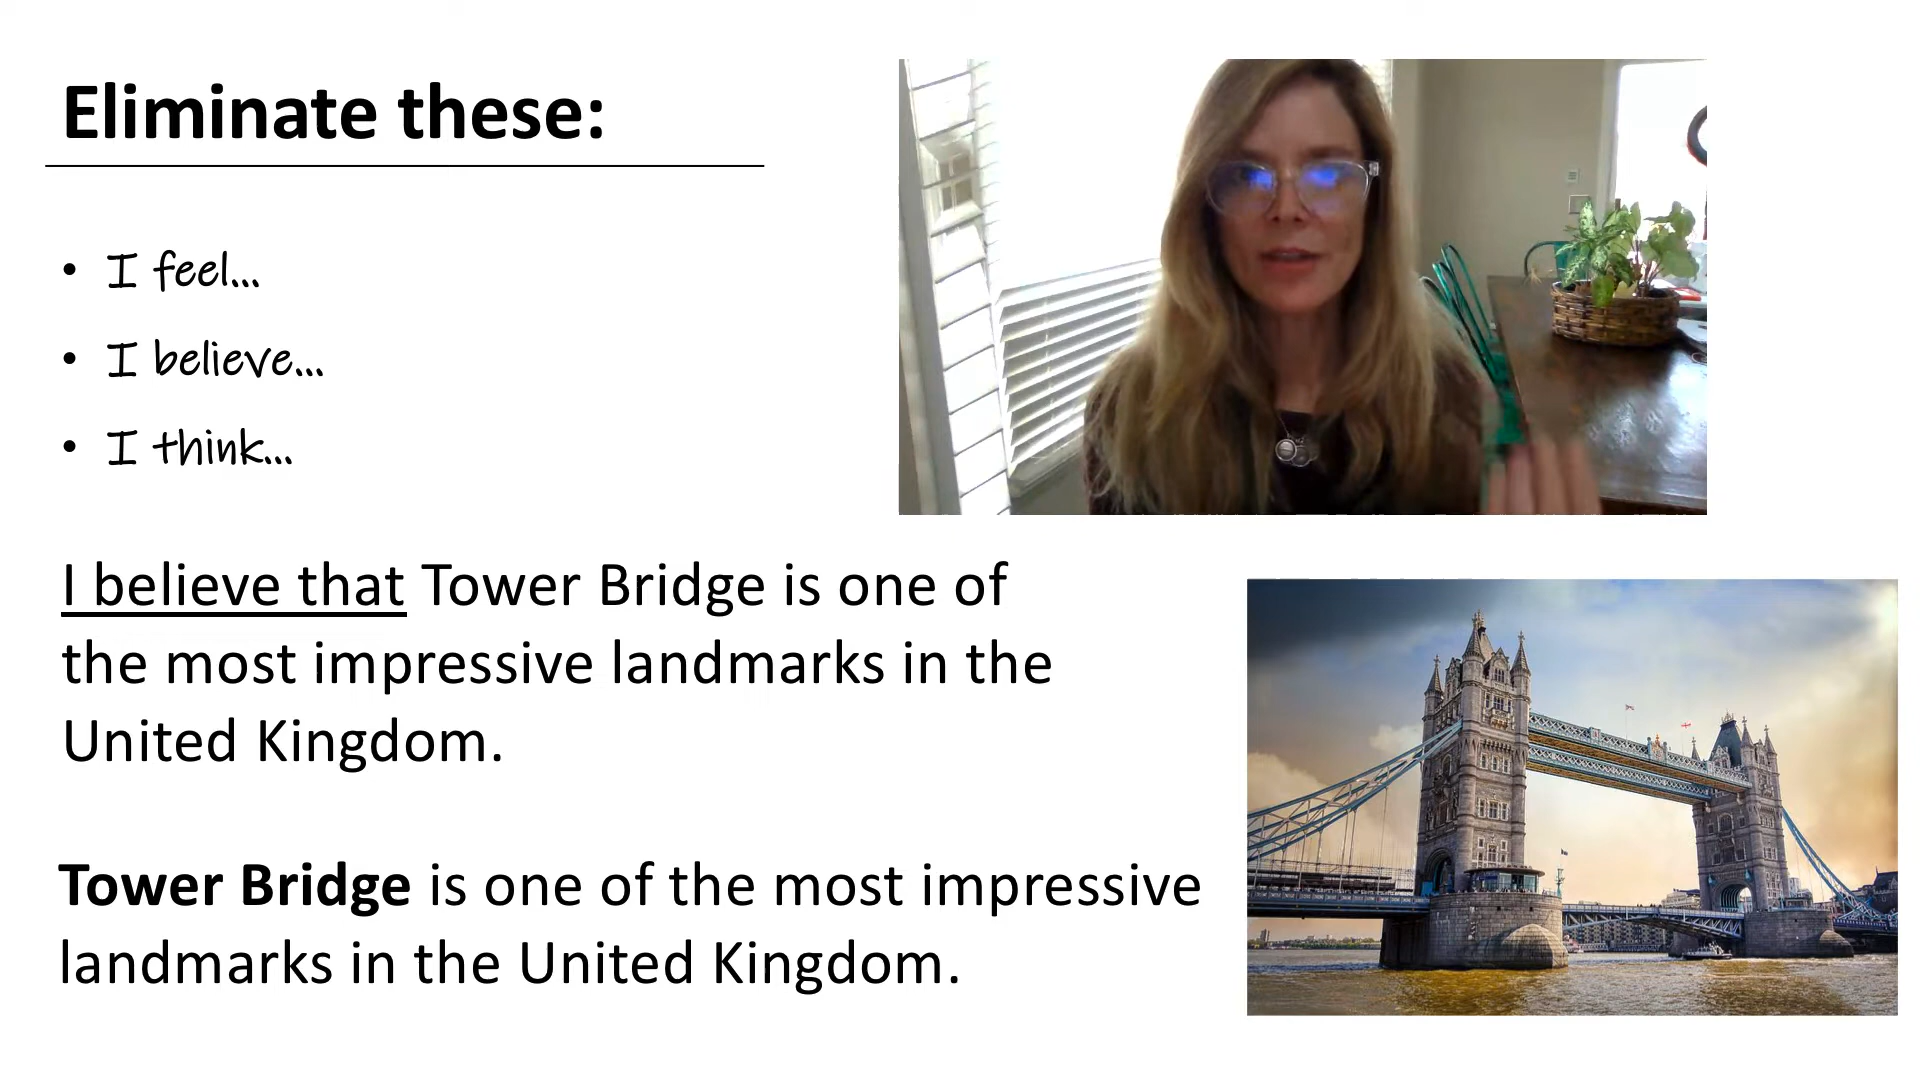 Eliminate these:
• I feel...
• I believe...
• I think...
I believe that Tower Bridge is one of
the most impressive landmarks in the
United Kingdom.
Tower Bridge is one of the most impressive
landmarks in the United Kingdom.